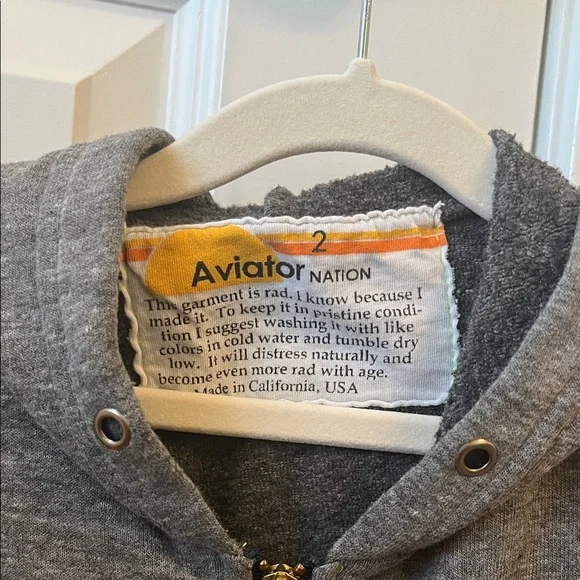 2
Aviator NATION
This garment is rad. I know because I
made it. To keep it in pristine condi-
tion I suggest washing it with like
colors in cold water and tumble dry
low. It will distress naturally and
become even more rad with age.
Made in California, USA